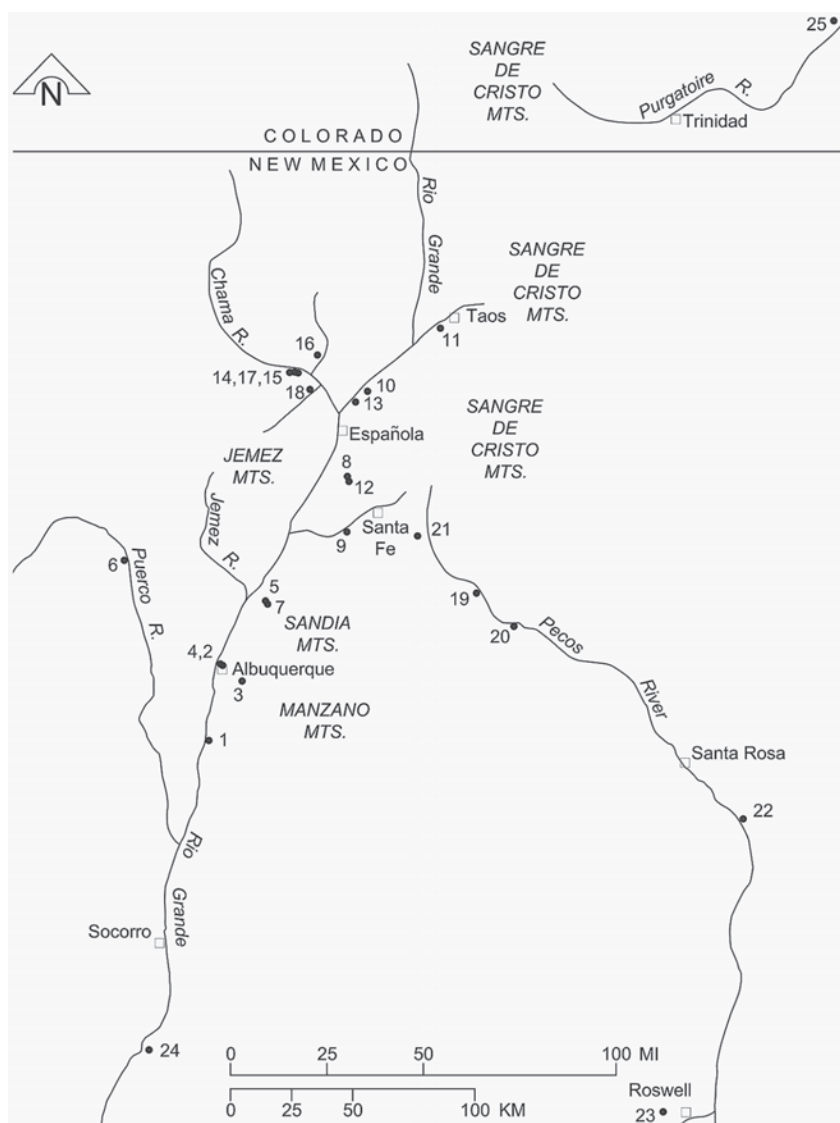 25
SANGRE
DE
CRISTO
MTS.
Purgatoire R.
Trinidad
N
COLORADO
NEW MEXICO
Rio
Grande
SANGRE
DE
CRISTO
MTS.
Chama R.
Taos
11
16
14,17,15
18
10
13
SANGRE
DE
CRISTO
MTS.
Española
JEMEZ
MTS.
8
12
Jemez R.
Santa
Fe
9
21
6
Puerco R.
5
7
19
20
SANDIA
MTS.
Pecos
River
4,2
Albuquerque
3
MANZANO
MTS.
1
Santa Rosa
22
Rio
Grande
Socorro
24
0 25 50 100 MI
0 25 50 100 KM
Roswell
23